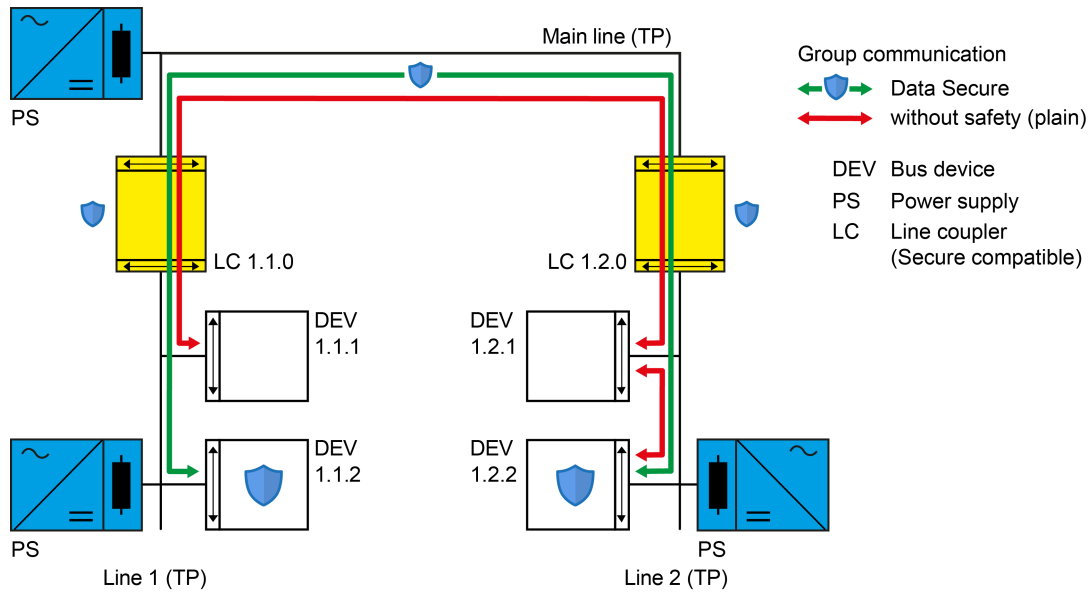 Main line (TP)
PS
Group communication
Data Secure
without safety (plain)
DEV Bus device
PS Power supply
LC Line coupler
(Secure compatible)
LC 1.1.0
LC 1.2.0
DEV
1.1.1
DEV
1.2.1
DEV
1.1.2
DEV
1.2.2
PS
PS
Line 1 (TP)
Line 2 (TP)